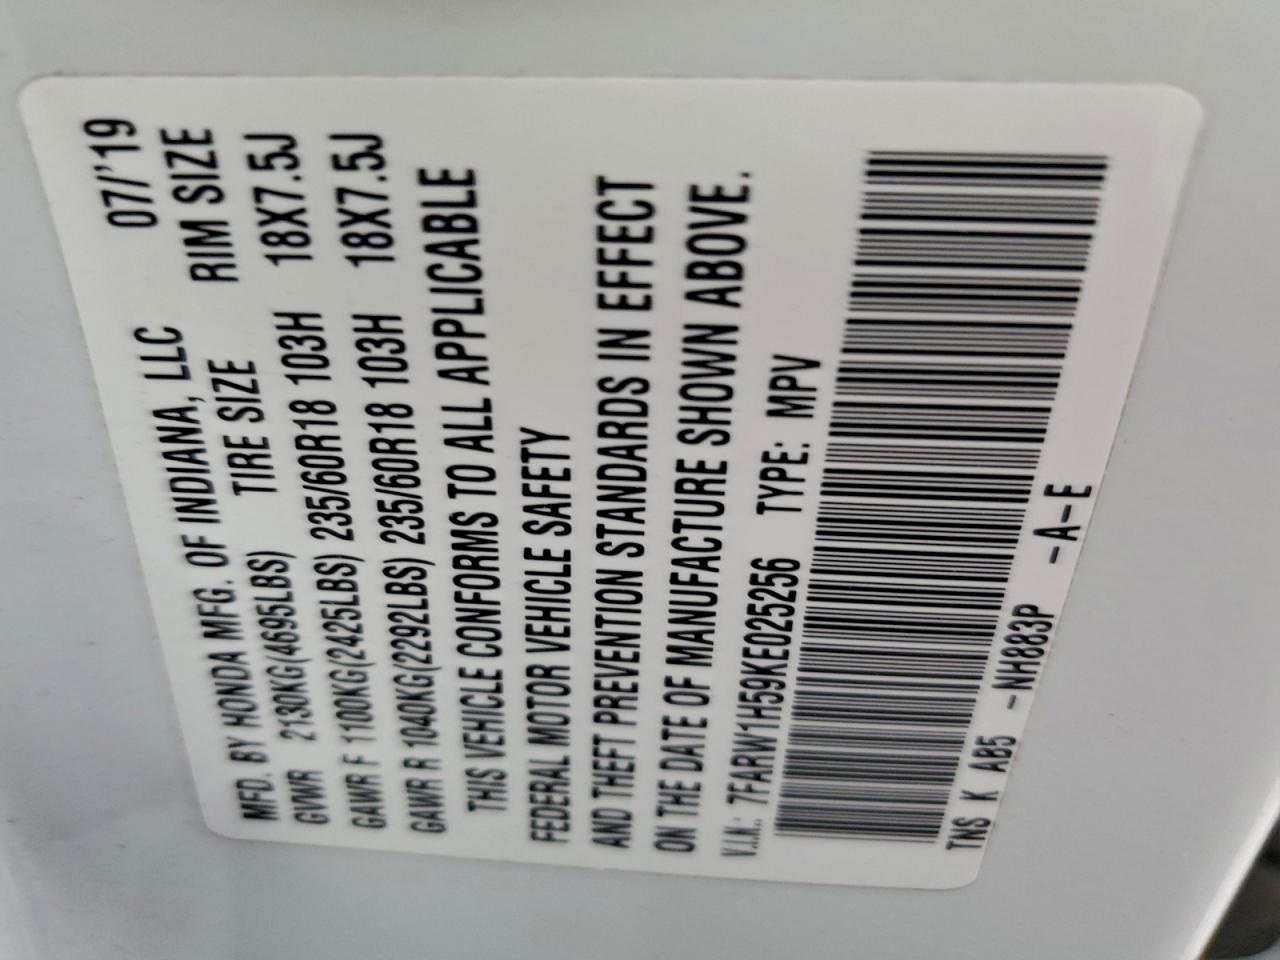 MFD. BY HONDA MFG. OF INDIANA, LLC 07/'19
GVWR 2130KG(4695LBS) TIRE SIZE RIM SIZE
GAWR F 1100KG(2425LBS) 235/60R18 103H 18X7.5J
GAWR R 1040KG(2292LBS) 235/60R18 103H 18X7.5J
THIS VEHICLE CONFORMS TO ALL APPLICABLE
FEDERAL MOTOR VEHICLE SAFETY
AND THEFT PREVENTION STANDARDS IN EFFECT
ON THE DATE OF MANUFACTURE SHOWN ABOVE.
V.I.N.: 7FARW1H59KE025256 TYPE: MPV
TNS K AB5 -NH883P -A-E